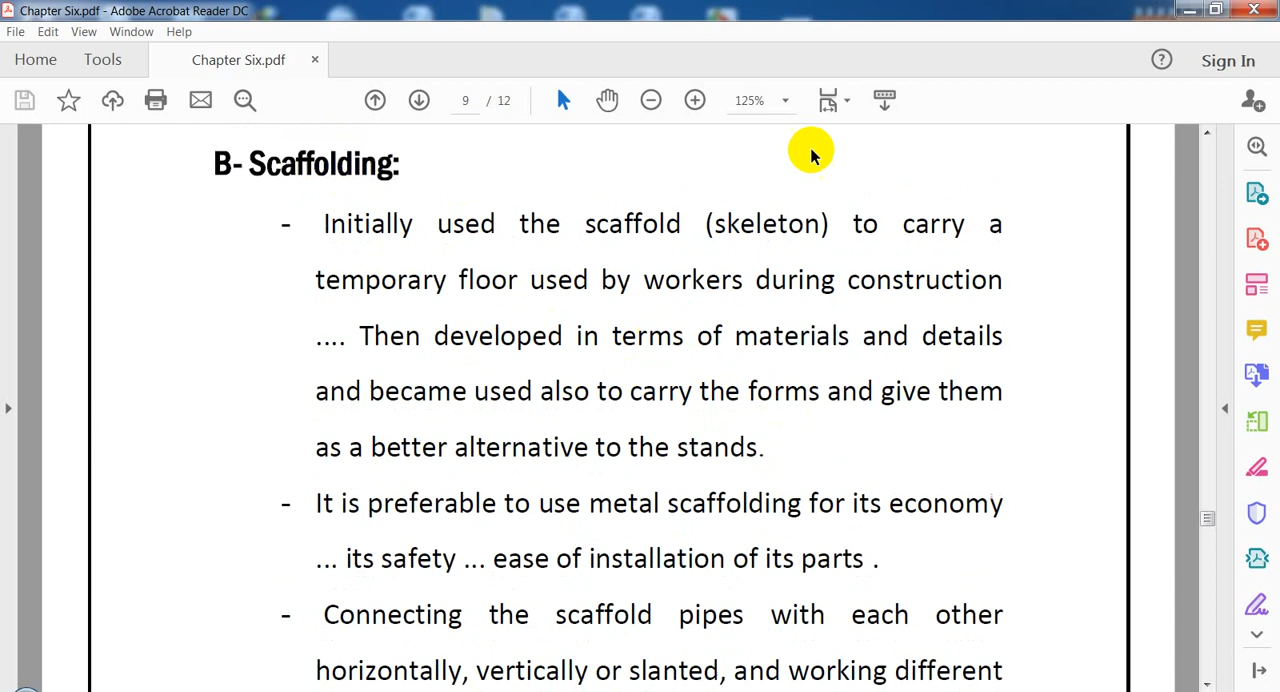 Chapter Six.pdf - Adobe Acrobat Reader DC
File Edit View Window Help
Home Tools Chapter Six.pdf × Sign In
9 / 12 125%
B- Scaffolding:
- Initially used the scaffold (skeleton) to carry a
temporary floor used by workers during construction
.... Then developed in terms of materials and details
and became used also to carry the forms and give them
as a better alternative to the stands.
- It is preferable to use metal scaffolding for its economy
... its safety ... ease of installation of its parts .
- Connecting the scaffold pipes with each other
horizontally, vertically or slanted, and working different